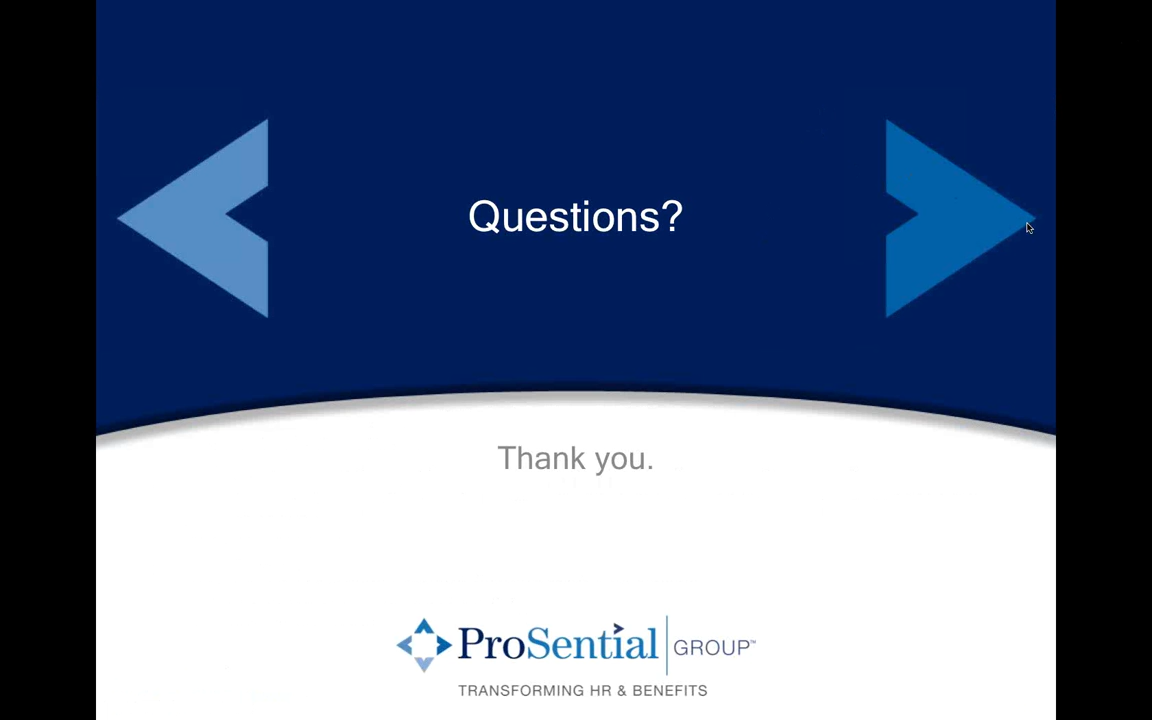 Questions?
Thank you.
ProSential GROUP™
TRANSFORMING HR & BENEFITS